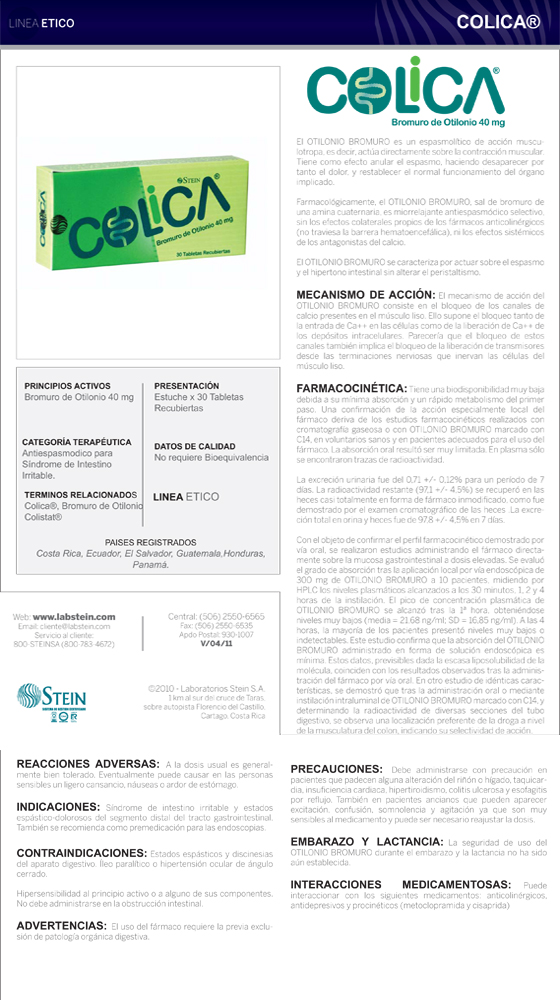 LINEA ETICO
COLICA®
COLICA®
Bromuro de Otilonio 40 mg
STEIN
COLICA®
Bromuro de Otilonio 40 mg
30 Tabletas Recubiertas
El OTILONIO BROMURO es un espasmolítico de acción muscu-
lotropa, es decir, actúa directamente sobre la contracción muscular.
Tiene como efecto anular el espasmo, haciendo desaparecer por
tanto el dolor, y restablecer el normal funcionamiento del órgano
implicado.
Farmacológicamente, el OTILONIO BROMURO, sal de bromuro de
una amina cuaternaria, es miorrelajante antiespasmódico selectivo,
sin los efectos colaterales propios de los fármacos anticolinérgicos
(no traviesa la barrera hematoencefálica), ni los efectos sistémicos
de los antagonistas del calcio.
El OTILONIO BROMURO se caracteriza por actuar sobre el espasmo
y el hipertono intestinal sin alterar el peristaltismo.
MECANISMO DE ACCIÓN: El mecanismo de acción del
OTILONIO BROMURO consiste en el bloqueo de los canales de
calcio presentes en el músculo liso. Ello supone el bloqueo tanto de
la entrada de Ca++ en las células como de la liberación de Ca++ de
los depósitos intracelulares. Parecería que el bloqueo de estos
canales también implica el bloqueo de la liberación de transmisores
desde las terminaciones nerviosas que inervan las células del
músculo liso.
FARMACOCINÉTICA: Tiene una biodisponibilidad muy baja
debida a su mínima absorción y un rápido metabolismo del primer
paso. Una confirmación de la acción especialmente local del
fármaco deriva de los estudios farmacocinéticos realizados con
cromatografía gaseosa o con OTILONIO BROMURO marcado con
C14, en voluntarios sanos y en pacientes adecuados para el uso del
fármaco. La absorción oral resultó ser muy limitada. En plasma sólo
se encontraron trazas de radioactividad.
La excreción urinaria fue del 0,71 +/- 0,12% para un período de 7
días. La radioactividad restante (97,1 +/- 4,5%) se recuperó en las
heces casi totalmente en forma de fármaco inmodificado, como fue
demostrado por el examen cromatográfico de las heces. La excre-
ción total en orina y heces fue de 97,8 +/- 4,5% en 7 días.
Con el objeto de confirmar el perfil farmacocinético demostrado por
vía oral, se realizaron estudios administrando el fármaco directa-
mente sobre la mucosa gastrointestinal a dosis elevadas. Se evaluó
el grado de absorción tras la aplicación local por vía endoscópica de
300 mg de OTILONIO BROMURO a 10 pacientes, midiendo por
HPLC los niveles plasmáticos alcanzados a los 30 minutos, 1, 2 y 4
horas de la instilación. El pico de concentración plasmática de
OTILONIO BROMURO se alcanzó tras la 1ª hora, obteniéndose
niveles muy bajos (media = 21,68 ng/ml; SD = 16,85 ng/ml). A las 4
horas, la mayoría de los pacientes presentó niveles muy bajos o
indetectables. Este estudio confirma que la absorción del OTILONIO
BROMURO administrado en forma de solución endoscópica es
mínima. Estos datos, previsibles dada la escasa liposolubilidad de la
molécula, coinciden con los resultados observados tras la adminis-
tración del fármaco por vía oral. En otro estudio de idénticas carac-
terísticas, se demostró que tras la administración oral o mediante
instilación intraluminal de OTILONIO BROMURO marcado con C14, y
determinando la radioactividad de diversas secciones del tubo
digestivo, se observa una localización preferente de la droga a nivel
de la musculatura del colon, indicando su selectividad de acción.
PRINCIPIOS ACTIVOS
Bromuro de Otilonio 40 mg
PRESENTACIÓN
Estuche x 30 Tabletas
Recubiertas
CATEGORÍA TERAPÉUTICA
Antiespasmodico para
Síndrome de Intestino
Irritable.
DATOS DE CALIDAD
No requiere Bioequivalencia
TERMINOS RELACIONADOS
Colica®, Bromuro de Otilonio
Colistat®
LINEA ETICO
PAISES REGISTRADOS
Costa Rica, Ecuador, El Salvador, Guatemala,Honduras,
Panamá.
Web: www.labstein.com
Email: cliente@labstein.com
Servicio al cliente:
800-STEINSA (800-783-4672)
Central: (506) 2550-6565
Fax: (506) 2550-6535
Apdo Postal: 930-1007
V/04/11
STEIN
©2010 - Laboratorios Stein S.A.
1 km al sur del cruce de Taras.
sobre autopista Florencio del Castillo.
Cartago, Costa Rica
REACCIONES ADVERSAS: A la dosis usual es general-
mente bien tolerado. Eventualmente puede causar en las personas
sensibles un ligero cansancio, náuseas o ardor de estómago.
INDICACIONES: Síndrome de intestino irritable y estados
espástico-dolorosos del segmento distal del tracto gastrointestinal.
También se recomienda como premedicación para las endoscopias.
CONTRAINDICACIONES: Estados espásticos y discinesias
del aparato digestivo. Íleo paralítico o hipertensión ocular de ángulo
cerrado.
Hipersensibilidad al principio activo o a alguno de sus componentes.
No debe administrarse en la obstrucción intestinal.
ADVERTENCIAS: El uso del fármaco requiere la previa exclu-
sión de patología orgánica digestiva.
PRECAUCIONES: Debe administrarse con precaución en
pacientes que padecen alguna alteración del riñón o hígado, taquicar-
dia, insuficiencia cardiaca, hipertiroidismo, colitis ulcerosa y esofagitis
por reflujo. También en pacientes ancianos que pueden aparecer
excitación, confusión, somnolencia y agitación ya que son muy
sensibles al medicamento y puede ser necesario reajustar la dosis.
EMBARAZO Y LACTANCIA: La seguridad de uso del
OTILONIO BROMURO durante el embarazo y la lactancia no ha sido
aún establecida.
INTERACCIONES MEDICAMENTOSAS: Puede
interaccionar con los siguientes medicamentos: anticolinérgicos,
antidepresivos y procinéticos (metoclopramida y cisaprida)